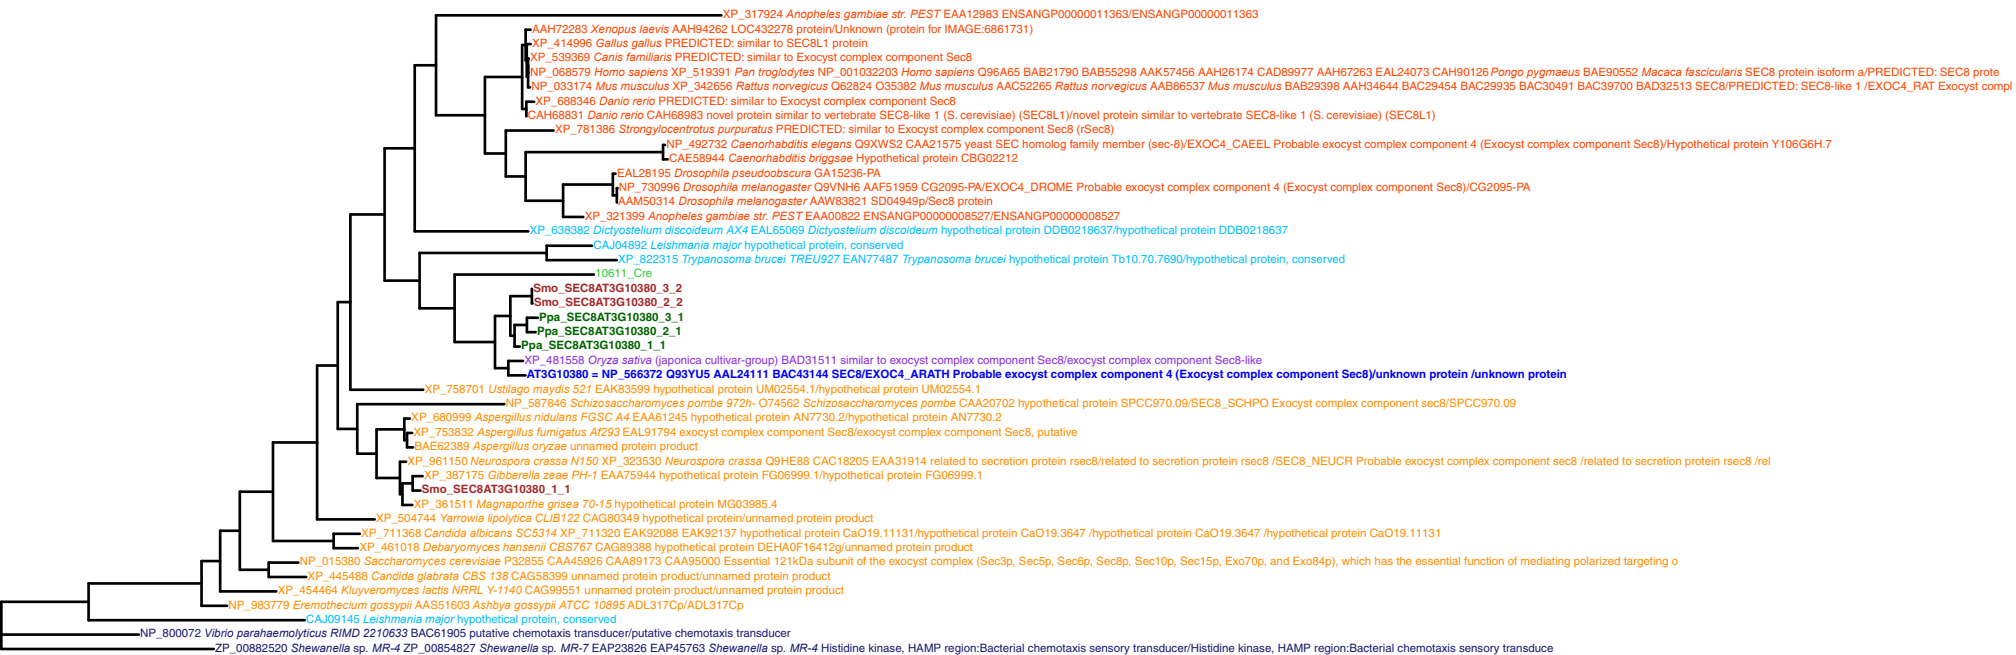 XP_317924 Anopheles gambiae str. PEST EAA12983 ENSANGP00000011363/ENSANGP00000011363
AAH72283 Xenopus laevis AAH94262 LOC432278 protein/Unknown (protein for IMAGE:6861731)
XP_414996 Gallus gallus PREDICTED: similar to SEC8L1 protein
XP_539369 Canis familiaris PREDICTED: similar to Exocyst complex component Sec8
NP_068579 Homo sapiens XP_519391 Pan troglodytes NP_001032203 Homo sapiens Q96A65 BAB21790 BAB55298 AAK57456 AAH26174 CAD89977 AAH67263 EAL24073 CAH90126 Pongo pygmaeus BAE90552 Macaca fascicularis SEC8 protein isoform a/PREDICTED: SEC8 prote
NP_033174 Mus musculus XP_342656 Rattus norvegicus Q62824 O35382 Mus musculus AAC52265 Rattus norvegicus AAB86537 Mus musculus BAB29398 AAH34644 BAC29454 BAC29935 BAC30491 BAC39700 BAD32513 SEC8/PREDICTED: SEC8-like 1 /EXOC4_RAT Exocyst compl
XP_688346 Danio rerio PREDICTED: similar to Exocyst complex component Sec8
CAH68831 Danio rerio CAH68983 novel protein similar to vertebrate SEC8-like 1 (S. cerevisiae) (SEC8L1)/novel protein similar to vertebrate SEC8-like 1 (S. cerevisiae) (SEC8L1)
XP_781386 Strongylocentrotus purpuratus PREDICTED: similar to Exocyst complex component Sec8 (rSec8)
NP_492732 Caenorhabditis elegans Q9XWS2 CAA21575 yeast SEC homolog family member (sec-8)/EXOC4_CAEEL Probable exocyst complex component 4 (Exocyst complex component Sec8)/Hypothetical protein Y106G6H.7
CAE58944 Caenorhabditis briggsae Hypothetical protein CBG02212
EAL28195 Drosophila pseudoobscura GA15236-PA
NP_730996 Drosophila melanogaster Q9VNH6 AAF51959 CG2095-PA/EXOC4_DROME Probable exocyst complex component 4 (Exocyst complex component Sec8)/CG2095-PA
AAM50314 Drosophila melanogaster AAW83821 SD04949p/Sec8 protein
XP_321399 Anopheles gambiae str. PEST EAA00822 ENSANGP00000008527/ENSANGP00000008527
XP_638382 Dictyostelium discoideum AX4 EAL65069 Dictyostelium discoideum hypothetical protein DDB0218637/hypothetical protein DDB0218637
CAJ04892 Leishmania major hypothetical protein, conserved
XP_822315 Trypanosoma brucei TREU927 EAN77487 Trypanosoma brucei hypothetical protein Tb10.70.7690/hypothetical protein, conserved
10611_Cre
Smo_SEC8AT3G10380_3_2
Smo_SEC8AT3G10380_2_2
Ppa_SEC8AT3G10380_3_1
Ppa_SEC8AT3G10380_2_1
Ppa_SEC8AT3G10380_1_1
XP_481558 Oryza sativa (japonica cultivar-group) BAD31511 similar to exocyst complex component Sec8/exocyst complex component Sec8-like
AT3G10380 = NP_566372 Q93YU5 AAL24111 BAC43144 SEC8/EXOC4_ARATH Probable exocyst complex component 4 (Exocyst complex component Sec8)/unknown protein /unknown protein
XP_758701 Ustilago maydis 521 EAK83599 hypothetical protein UM02554.1/hypothetical protein UM02554.1
NP_587846 Schizosaccharomyces pombe 972h- O74562 Schizosaccharomyces pombe CAA20702 hypothetical protein SPCC970.09/SEC8_SCHPO Exocyst complex component sec8/SPCC970.09
XP_680999 Aspergillus nidulans FGSC A4 EAA61245 hypothetical protein AN7730.2/hypothetical protein AN7730.2
XP_753832 Aspergillus fumigatus Af293 EAL91794 exocyst complex component Sec8/exocyst complex component Sec8, putative
BAE62389 Aspergillus oryzae unnamed protein product
XP_961150 Neurospora crassa N150 XP_323530 Neurospora crassa Q9HE88 CAC18205 EAA31914 related to secretion protein rsec8/related to secretion protein rsec8 /SEC8_NEUCR Probable exocyst complex component sec8 /related to secretion protein rsec8 /rel
XP_387175 Gibberella zeae PH-1 EAA75944 hypothetical protein FG06999.1/hypothetical protein FG06999.1
Smo_SEC8AT3G10380_1_1
XP_361511 Magnaporthe grisea 70-15 hypothetical protein MG03985.4
XP_504744 Yarrowia lipolytica CLIB122 CAG80349 hypothetical protein/unnamed protein product
XP_711368 Candida albicans SC5314 XP_711320 EAK92088 EAK92137 hypothetical protein CaO19.11131/hypothetical protein CaO19.3647 /hypothetical protein CaO19.3647 /hypothetical protein CaO19.11131
XP_461018 Debaryomces hansenii CBS767 CAG89388 hypothetical protein DEHA0F16412g/unnamed protein product
NP_015380 Saccharomyces cerevisiae P32855 CAA45926 CAA89173 CAA95000 Essential 121kDa subunit of the exocyst complex (Sec3p, Sec5p, Sec6p, Sec8p, Sec10p, Sec15p, Exo70p, and Exo84p), which has the essential function of mediating polarized targeting o
XP_445488 Candida glabrata CBS 138 CAG58399 unnamed protein product/unnamed protein product
XP_454464 Kluyveromyces lactis NRRL Y-1140 CAG99551 unnamed protein product/unnamed protein product
NP_983779 Eremothecium gossypii AAS51603 Ashbya gossypii ATCC 10895 ADL317Cp/ADL317Cp
CAJ09145 Leishmania major hypothetical protein, conserved
NP_800072 Vibrio parahaemolyticus RIMD 2210633 BAC61905 putative chemotaxis transducer/putative chemotaxis transducer
ZP_00882520 Shewanella sp. MR-4 ZP_00854827 Shewanella sp. MR-7 EAP23826 EAP45763 Shewanella sp. MR-4 Histidine kinase, HAMP region:Bacterial chemotaxis sensory transducer/Histidine kinase, HAMP region:Bacterial chemotaxis sensory transduce